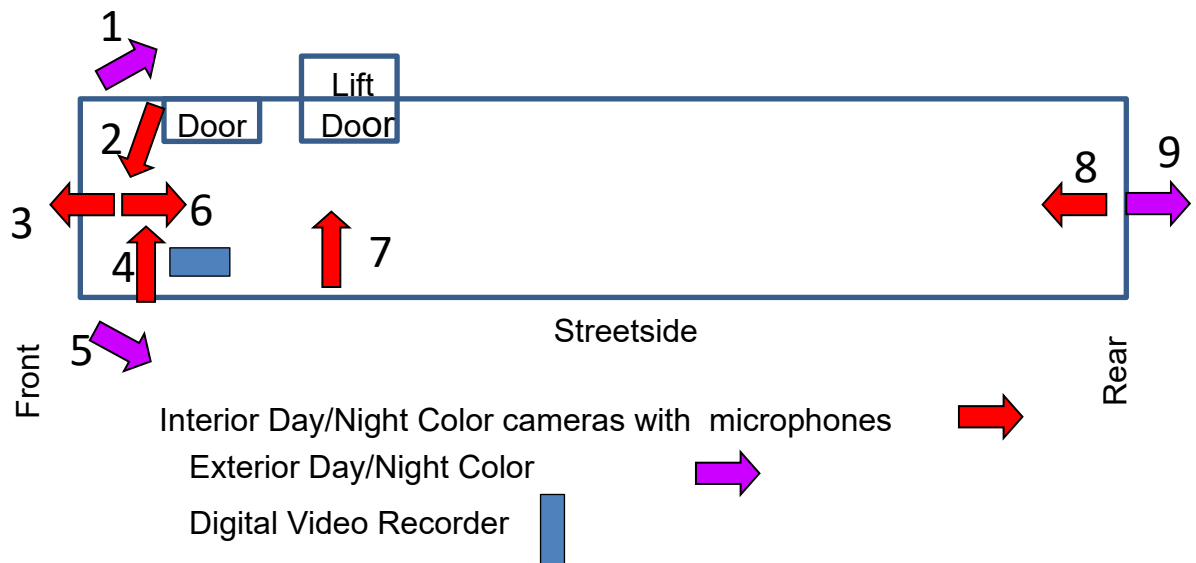 1
Lift
Door
Door
2
3
6
4
7
8
9
5
Streetside
Front
Rear
Interior Day/Night Color cameras with microphones
Exterior Day/Night Color
Digital Video Recorder